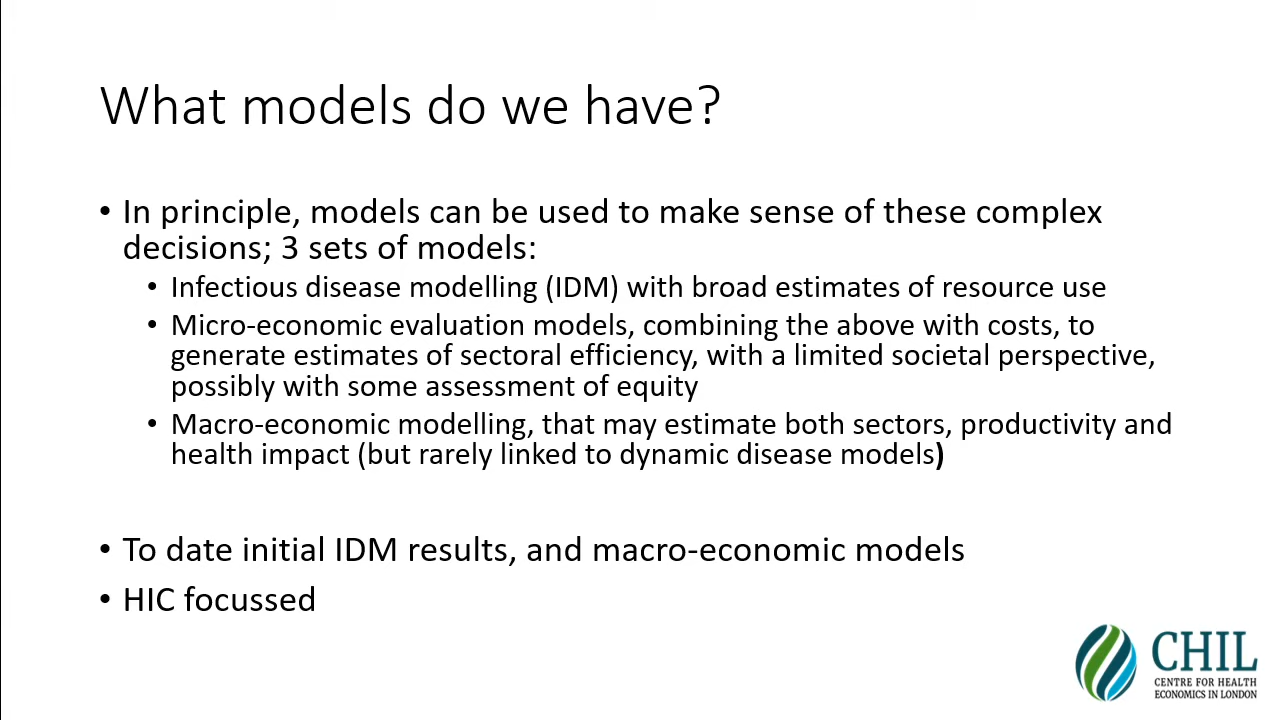 What models do we have?
• In principle, models can be used to make sense of these complex
decisions; 3 sets of models:
• Infectious disease modelling (IDM) with broad estimates of resource use
• Micro-economic evaluation models, combining the above with costs, to
generate estimates of sectoral efficiency, with a limited societal perspective,
possibly with some assessment of equity
• Macro-economic modelling, that may estimate both sectors, productivity and
health impact (but rarely linked to dynamic disease models)
• To date initial IDM results, and macro-economic models
• HIC focussed
CHIL
CENTRE FOR HEALTH
ECONOMICS IN LONDON